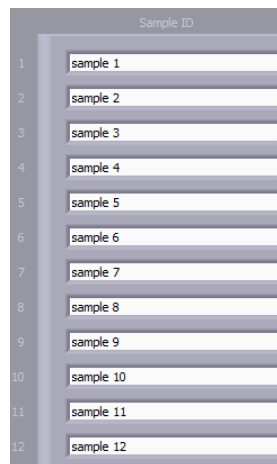 Sample ID
1 sample 1
2 sample 2
3 sample 3
4 sample 4
5 sample 5
6 sample 6
7 sample 7
8 sample 8
9 sample 9
10 sample 10
11 sample 11
12 sample 12